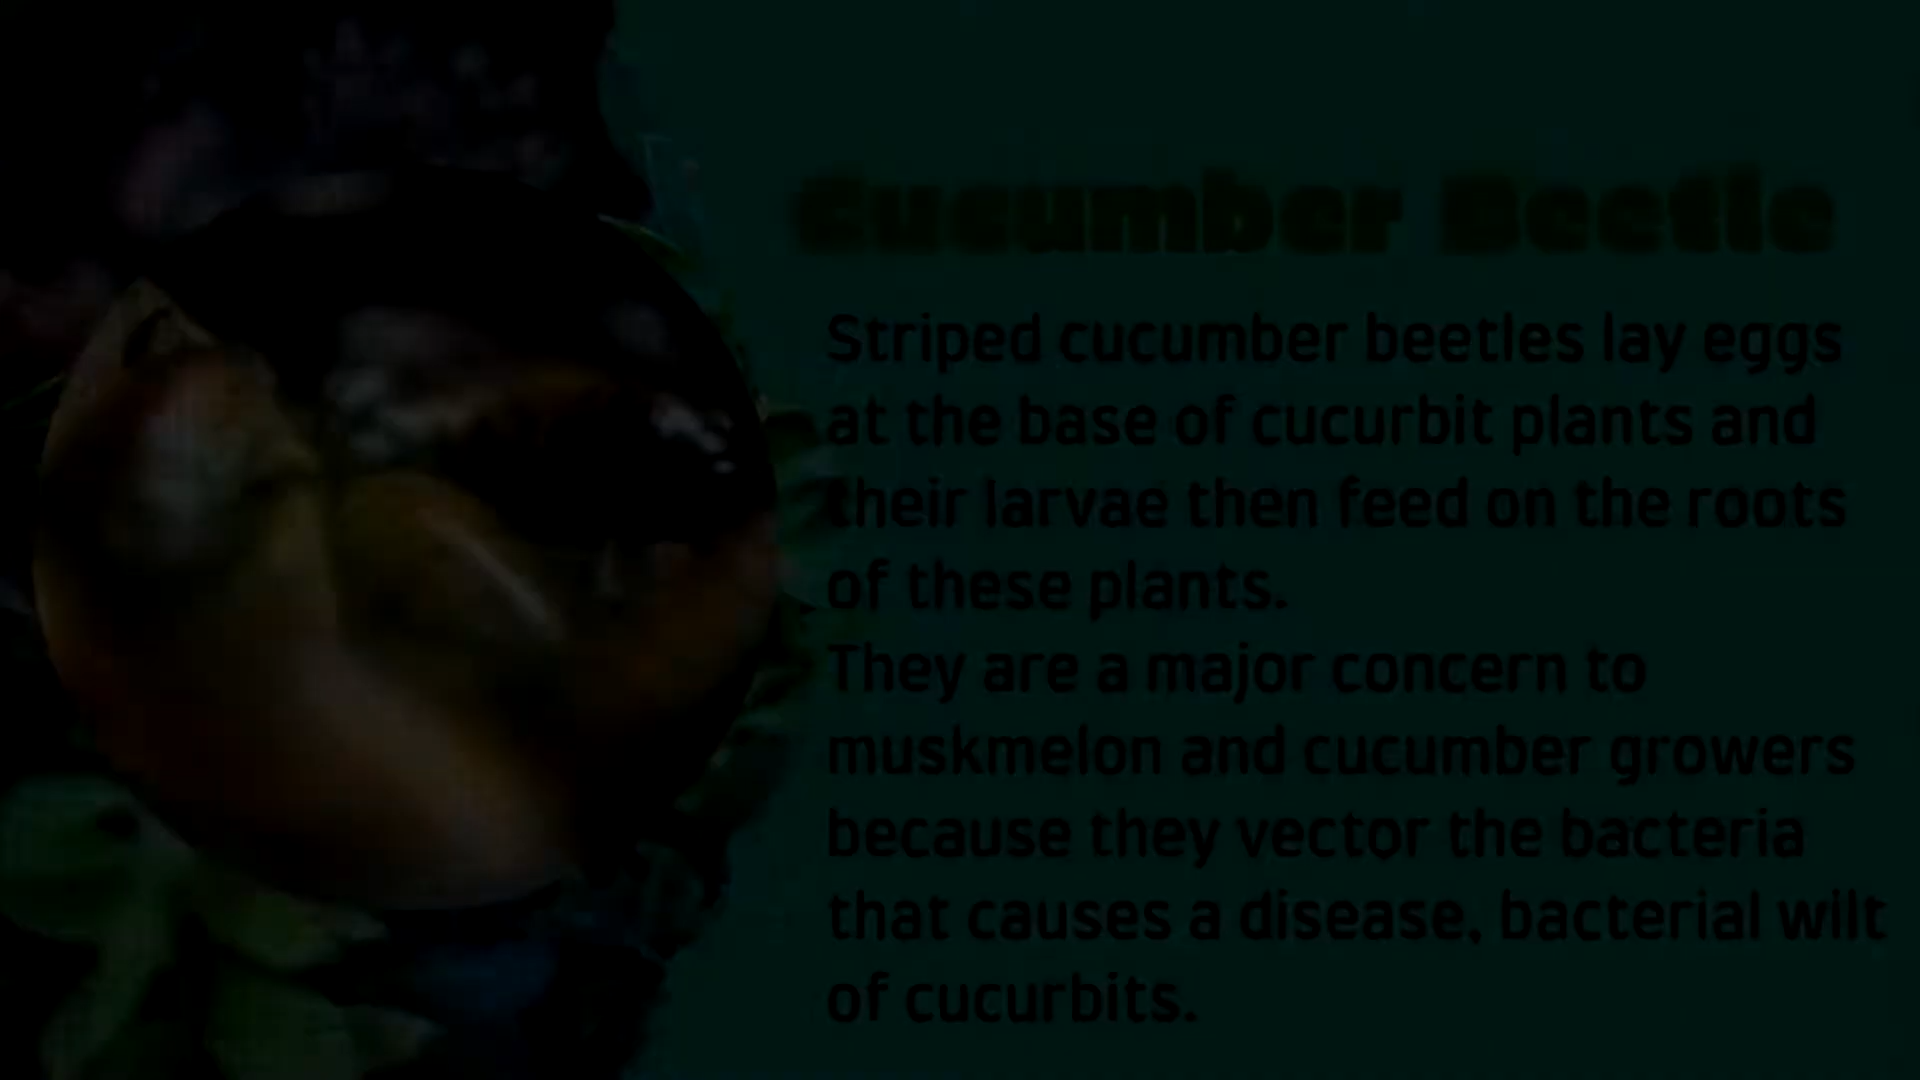 Cucumber Beetle
Striped cucumber beetles lay eggs
at the base of cucurbit plants and
their larvae then feed on the roots
of these plants.
They are a major concern to
muskmelon and cucumber growers
because they vector the bacteria
that causes a disease, bacterial wilt
of cucurbits.